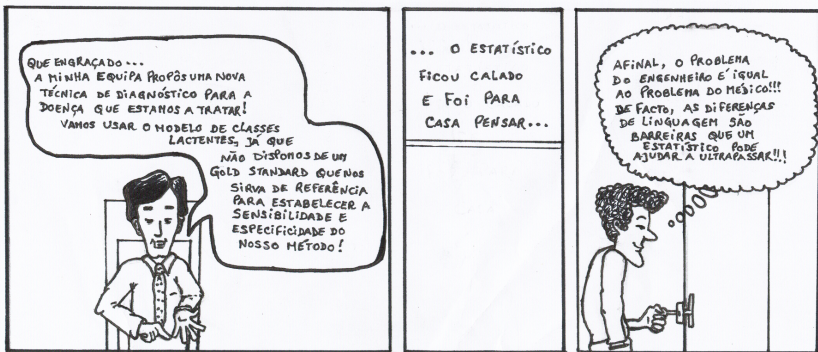 QUE ENGRAÇADO...
A MINHA EQUIPA PROPÔS UMA NOVA
TÉCNICA DE DIAGNÓSTICO PARA A
DOENÇA QUE ESTAMOS A TRATAR!
VAMOS USAR O MODELO DE CLASSES
LACTENTES, JÁ QUE
NÃO DISPOMOS DE UM
GOLD STANDARD QUE NOS
SIRVA DE REFERÊNCIA
PARA ESTABELECER A
SENSIBILIDADE E
ESPECIFICIDADE DO
NOSSO MÉTODO!
... O ESTATÍSTICO
FICOU CALADO
E FOI PARA
CASA PENSAR...
AFINAL, O PROBLEMA
DO ENGENHEIRO É IGUAL
AO PROBLEMA DO MÉDICO!!!
DE FACTO, AS DIFERENÇAS
DE LINGUAGEM SÃO
BARREIRAS QUE UM
ESTATÍSTICO PODE
AJUDAR A ULTRAPASSAR!!!